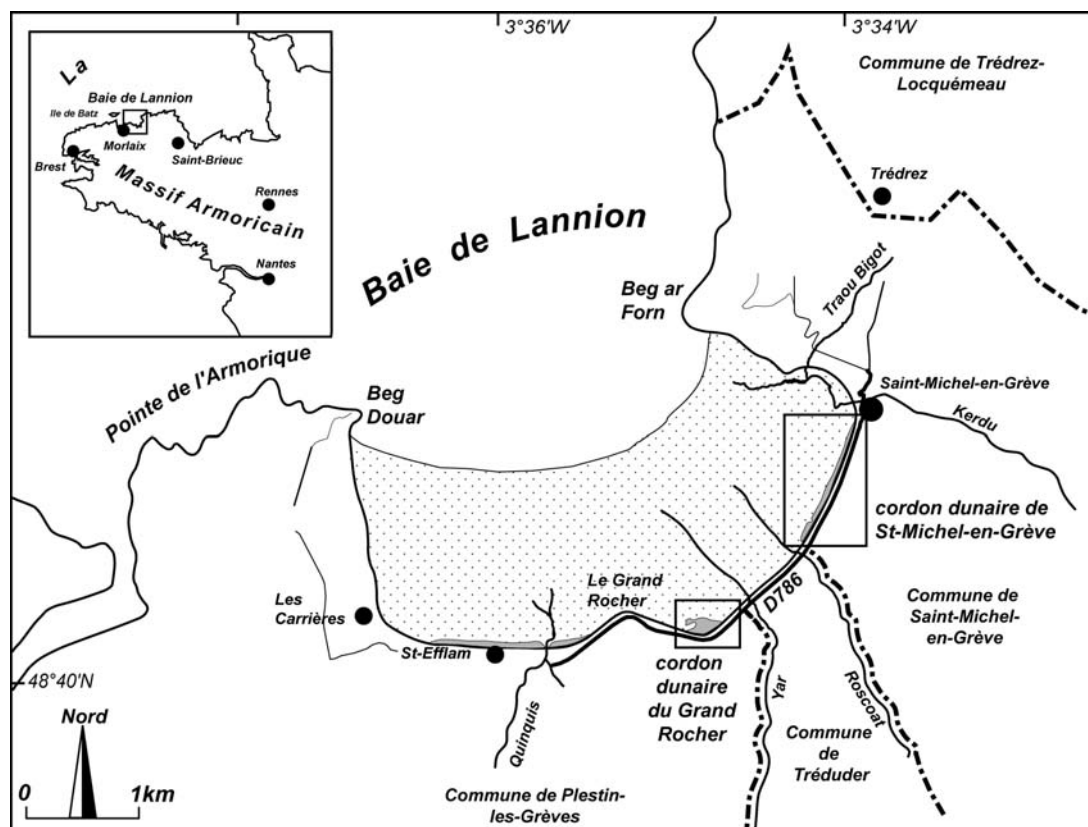 3°36'W
3°34'W
La
Baie de Lannion
Ile de Batz
Morlaix
Saint-Brieuc
Brest
Massif Armoricain
Rennes
Nantes
Commune de Trédrez-
Locquémeau
Trédrez
Baie de Lannion
Beg ar
Forn
Traou Bigot
Pointe de l'Armorique
Beg
Douar
Saint-Michel-en-Grève
Kerdu
cordon dunaire de
St-Michel-en-Grève
Les
Carrières
Le Grand
Rocher
D786
Commune de
Saint-Michel-
en-Grève
St-Efflam
cordon
dunaire
du Grand
Rocher
48°40'N
Quinquis
Yar
Roscoat
Nord
Commune
de
Tréduder
0 1km
Commune de Plestin-
les-Grèves